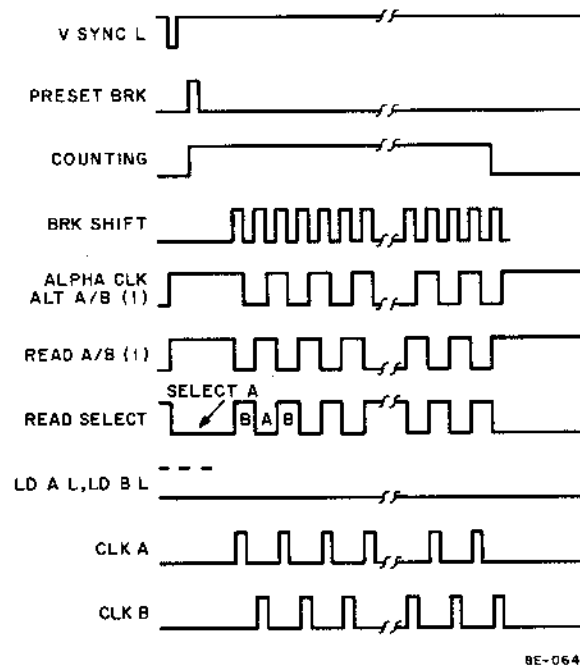 V SYNC L
PRESET BRK
COUNTING
BRK SHIFT
ALPHA CLK
ALT A/B (1)
READ A/B (1)
SELECT A
READ SELECT
B A B
LD A L, LD B L
CLK A
CLK B
BE-064